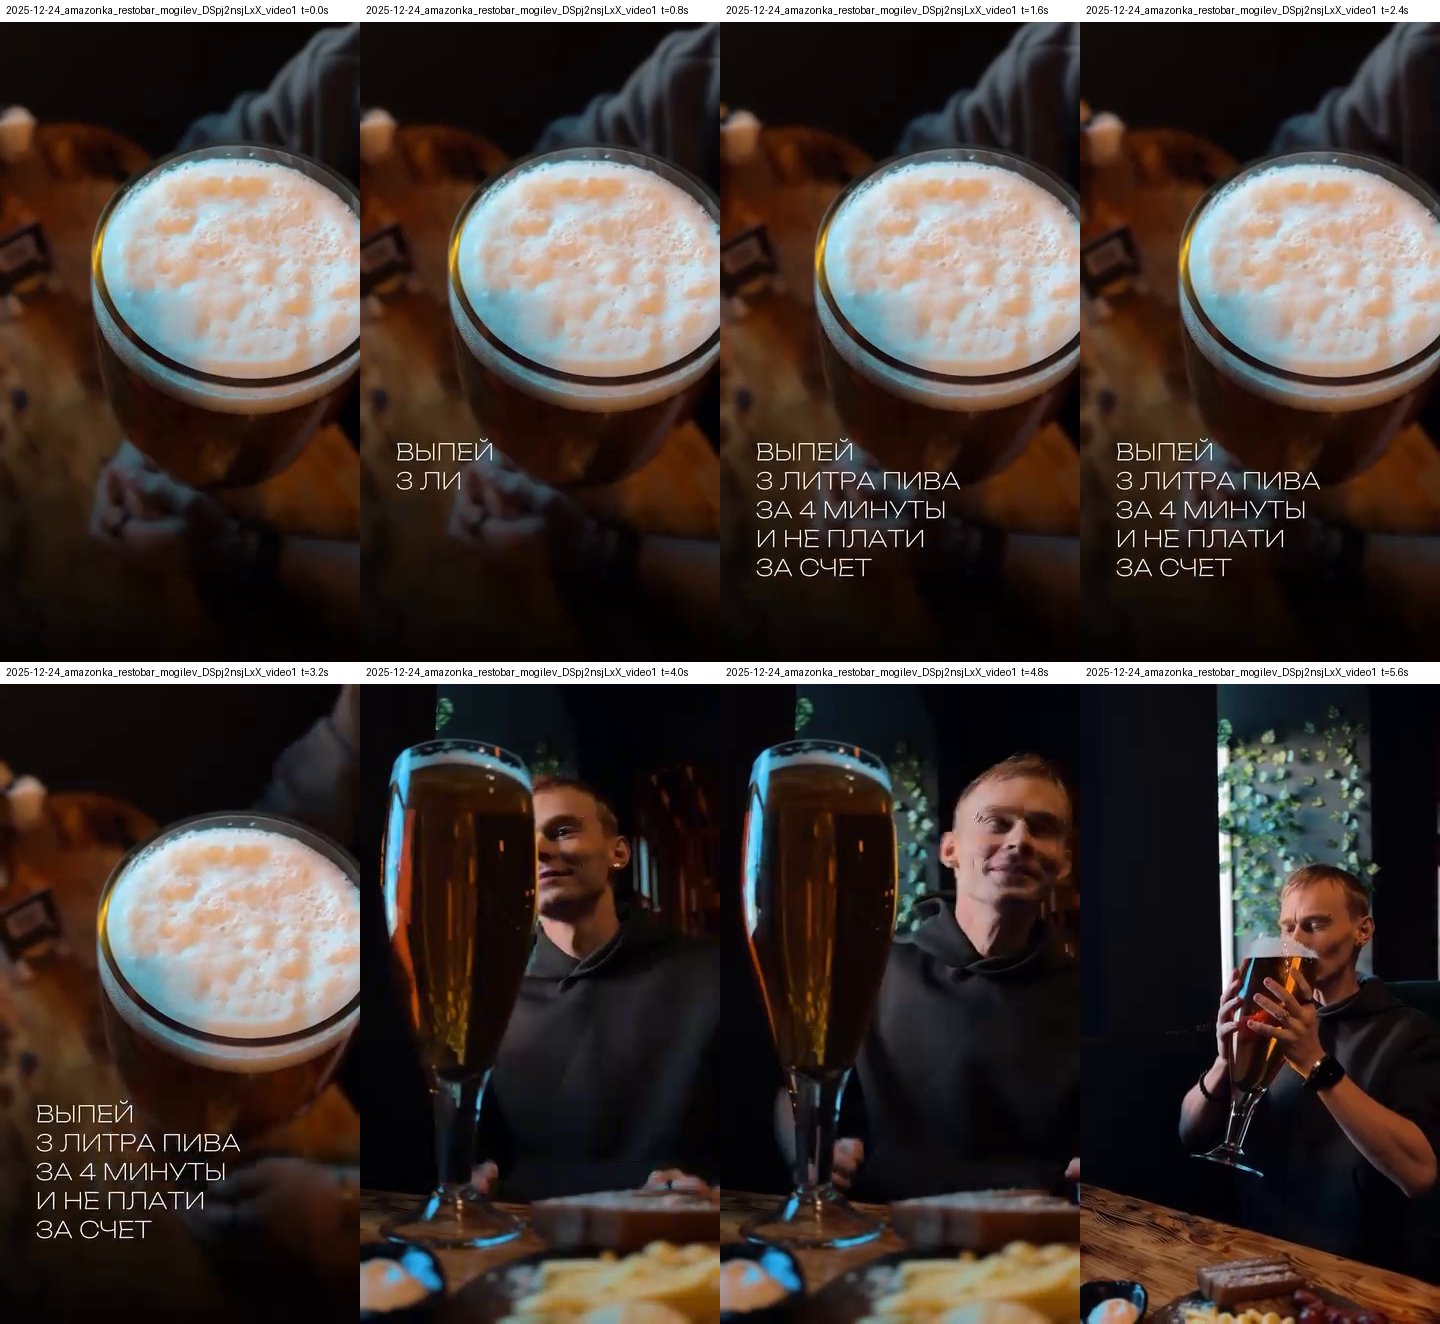 2025-12-24_amazonka_restobar_mogilev_DSpj2nsjLxX_video1 t=0.0s
2025-12-24_amazonka_restobar_mogilev_DSpj2nsjLxX_video1 t=0.8s
2025-12-24_amazonka_restobar_mogilev_DSpj2nsjLxX_video1 t=1.6s
2025-12-24_amazonka_restobar_mogilev_DSpj2nsjLxX_video1 t=2.4s
ВЫПЕЙ
3 ЛИ
ВЫПЕЙ
3 ЛИТРА ПИВА
ЗА 4 МИНУТЫ
И НЕ ПЛАТИ
ЗА СЧЕТ
ВЫПЕЙ
3 ЛИТРА ПИВА
ЗА 4 МИНУТЫ
И НЕ ПЛАТИ
ЗА СЧЕТ
2025-12-24_amazonka_restobar_mogilev_DSpj2nsjLxX_video1 t=3.2s
2025-12-24_amazonka_restobar_mogilev_DSpj2nsjLxX_video1 t=4.0s
2025-12-24_amazonka_restobar_mogilev_DSpj2nsjLxX_video1 t=4.8s
2025-12-24_amazonka_restobar_mogilev_DSpj2nsjLxX_video1 t=5.6s
ВЫПЕЙ
3 ЛИТРА ПИВА
ЗА 4 МИНУТЫ
И НЕ ПЛАТИ
ЗА СЧЕТ